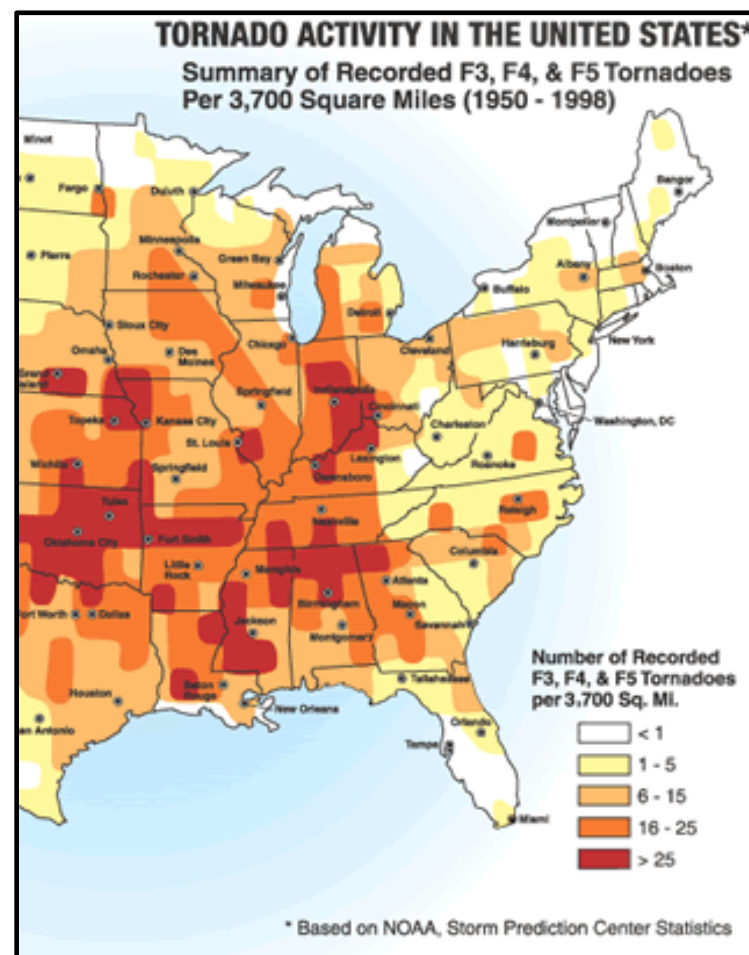 TORNADO ACTIVITY IN THE UNITED STATES*
Summary of Recorded F3, F4, & F5 Tornadoes
Per 3,700 Square Miles (1950 - 1998)
Minot
Bangor
Fargo
Duluth
Montpelier
Minneapolis
Pierre
Green Bay
Albany
Boston
Rochester
Milwaukee
Buffalo
Detroit
Sioux City
Chicago
Cleveland
New York
Omaha
Des
Moines
Harrisburg
Grand
Island
Springfield
Indianapolis
Cincinnati
Topeka
Kansas City
Charleston
Washington, DC
St. Louis
Lexington
Wichita
Springfield
Owensboro
Roanoke
Tulsa
Nashville
Raleigh
Oklahoma City
Fort Smith
Little
Rock
Memphis
Columbia
Atlanta
Birmingham
Fort Worth
Dallas
Macon
Jackson
Montgomery
Savannah
Number of Recorded
F3, F4, & F5 Tornadoes
per 3,700 Sq. Mi.
Tallahassee
Baton
Rouge
Houston
New Orleans
San Antonio
Orlando
Tampa
Miami
< 1
1 - 5
6 - 15
16 - 25
> 25
* Based on NOAA, Storm Prediction Center Statistics